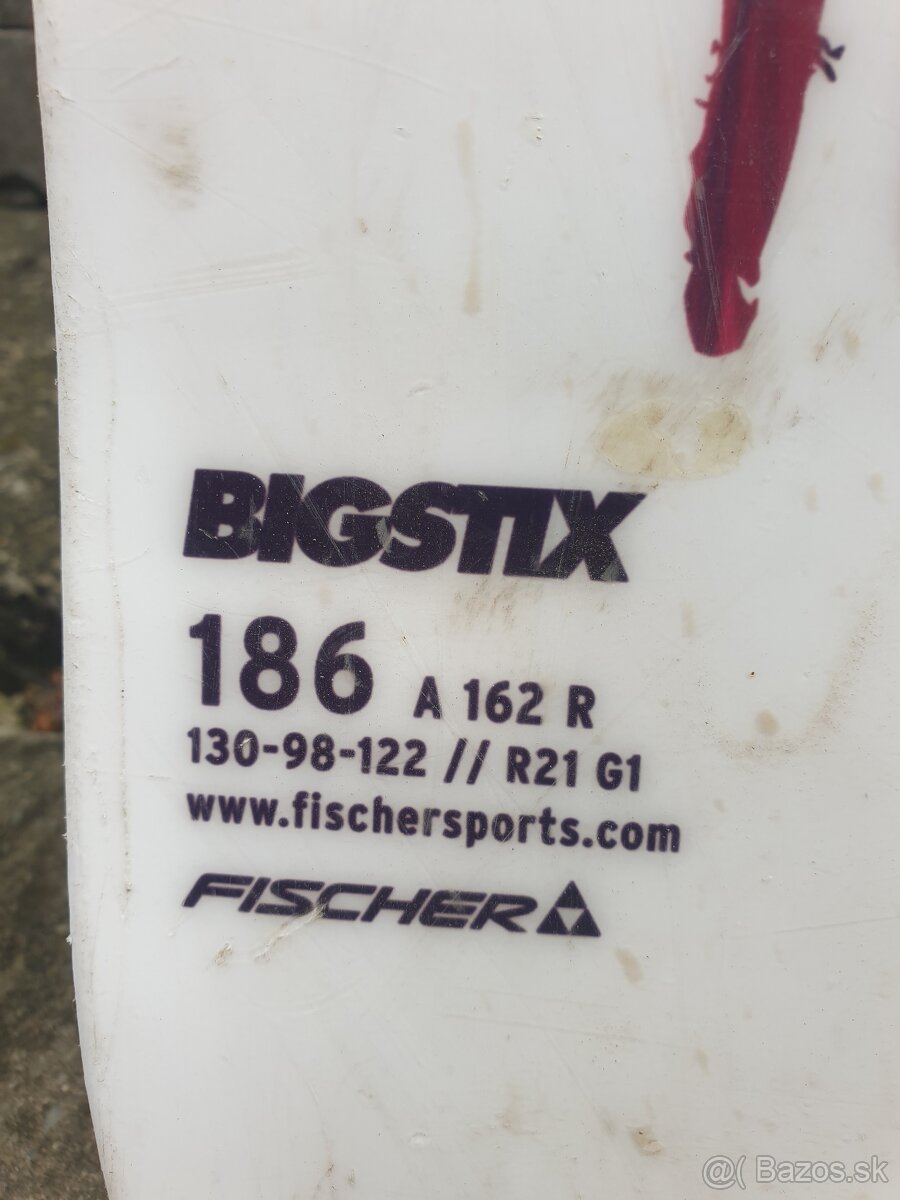 BIGSTIX
186 A 162 R
130-98-122 // R21 G1
www.fischersports.com
FISCHER
@( Bazos.sk